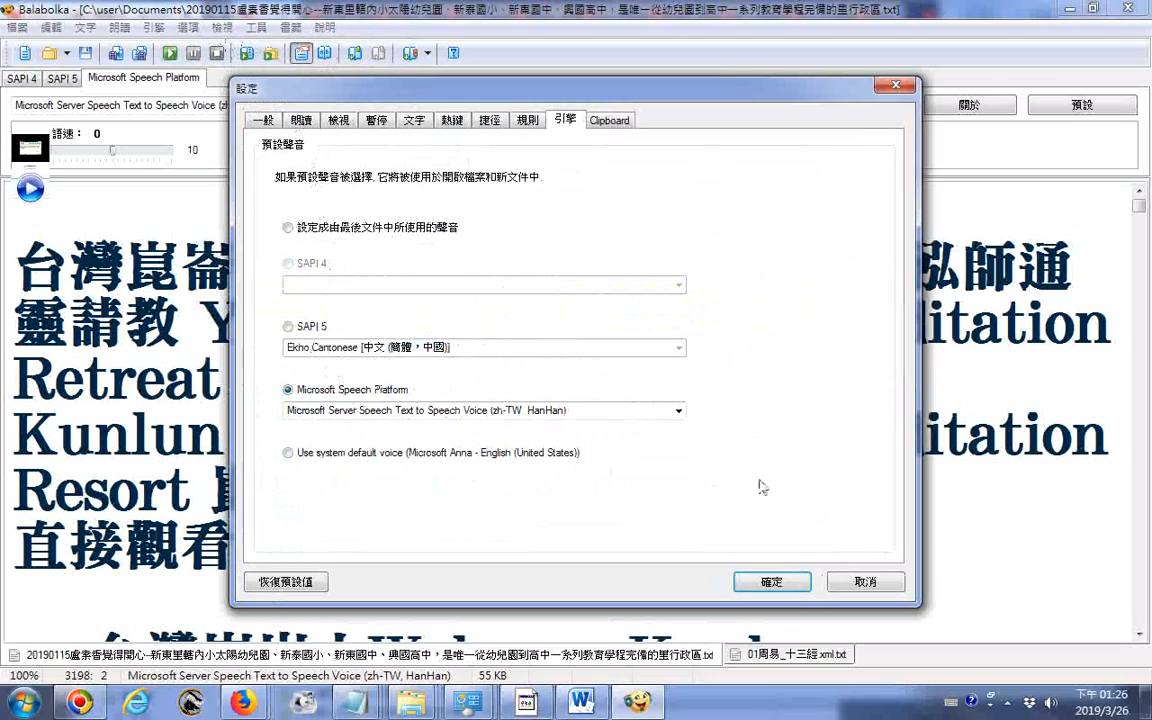 Balabolka - [C:\user\Documents\20190115盧素香覺得開心--新東里轄內小太陽幼兒園、新泰國小、新東國中、興國高中，是唯一從幼兒園到高中一系列教育學程完備的里行政區.txt]
檔案 編輯 文字 朗讀 引擎 選項 檢視 工具 書籤 說明
SAPI 4 SAPI 5 Microsoft Speech Platform
Microsoft Server Speech Text to Speech Voice (zh
關於 預設
語速： 0
10
設定
一般 朗讀 檢視 暫停 文字 熱鍵 捷徑 規則 引擎 Clipboard
預設聲音
如果預設聲音被選擇, 它將被使用於開啟檔案和新文件中.
設定成由最後文件中所使用的聲音
SAPI 4
SAPI 5
Ekho Cantonese [中文 (簡體，中國)]
Microsoft Speech Platform
Microsoft Server Speech Text to Speech Voice (zh-TW, HanHan)
Use system default voice (Microsoft Anna - English (United States))
恢復預設值 確定 取消
台灣崑崙 泓師通
靈請教 Y itation
Retreat
Kunlun itation
Resort
直接觀看
20190115盧素香覺得開心--新東里轄內小太陽幼兒園、新泰國小、新東國中、興國高中，是唯一從幼兒園到高中一系列教育學程完備的里行政區.txt 01周易_十三經.xml.txt
100% 3198: 2 Microsoft Server Speech Text to Speech Voice (zh-TW, HanHan) 55 KB
下午 01:26
2019/3/26